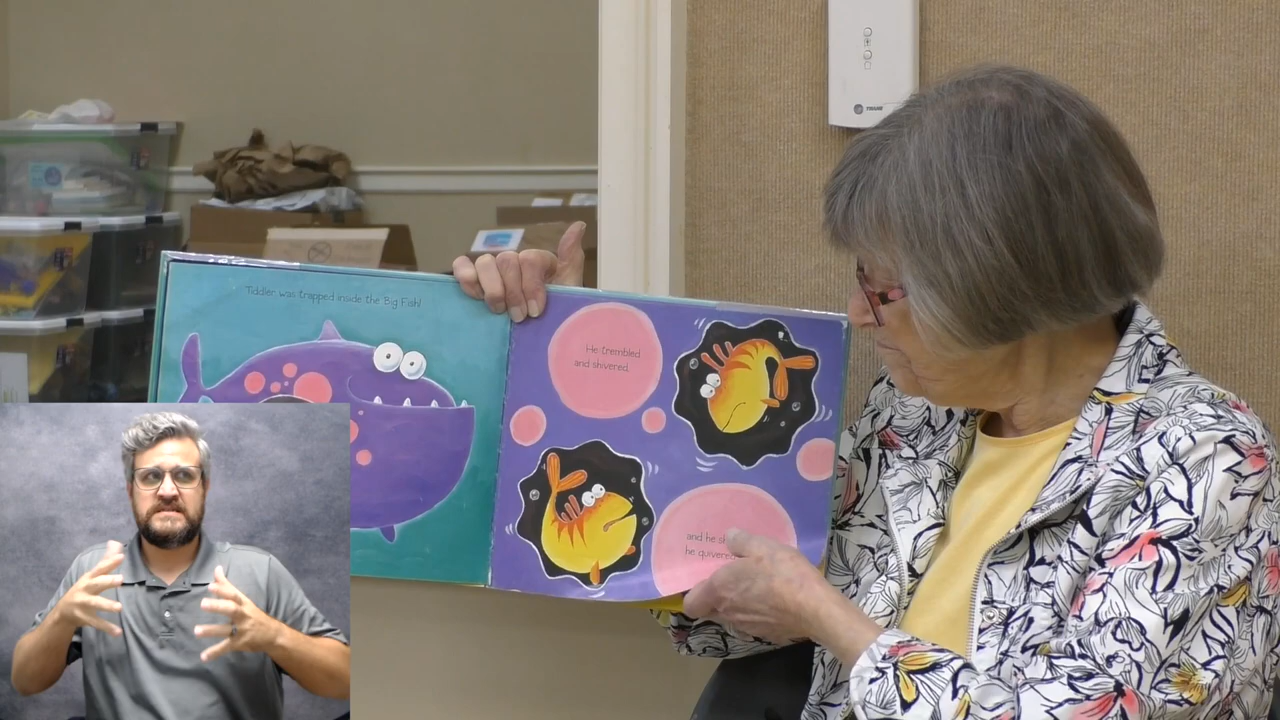 Tiddler was trapped inside the Big Fish!
He trembled
and shivered.
and he
he quivered